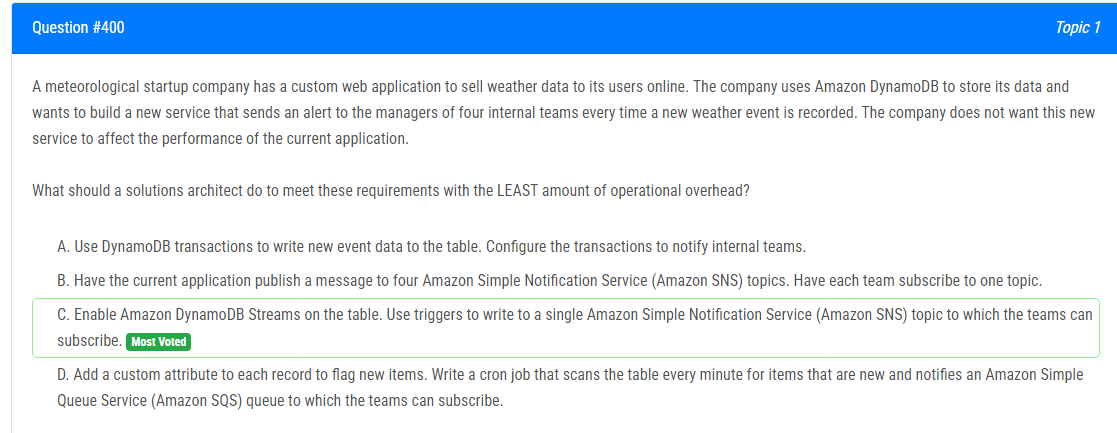 Question #400
Topic 1
A meteorological startup company has a custom web application to sell weather data to its users online. The company uses Amazon DynamoDB to store its data and
wants to build a new service that sends an alert to the managers of four internal teams every time a new weather event is recorded. The company does not want this new
service to affect the performance of the current application.
What should a solutions architect do to meet these requirements with the LEAST amount of operational overhead?
A. Use DynamoDB transactions to write new event data to the table. Configure the transactions to notify internal teams.
B. Have the current application publish a message to four Amazon Simple Notification Service (Amazon SNS) topics. Have each team subscribe to one topic.
C. Enable Amazon DynamoDB Streams on the table. Use triggers to write to a single Amazon Simple Notification Service (Amazon SNS) topic to which the teams can
subscribe. Most Voted
D. Add a custom attribute to each record to flag new items. Write a cron job that scans the table every minute for items that are new and notifies an Amazon Simple
Queue Service (Amazon SQS) queue to which the teams can subscribe.